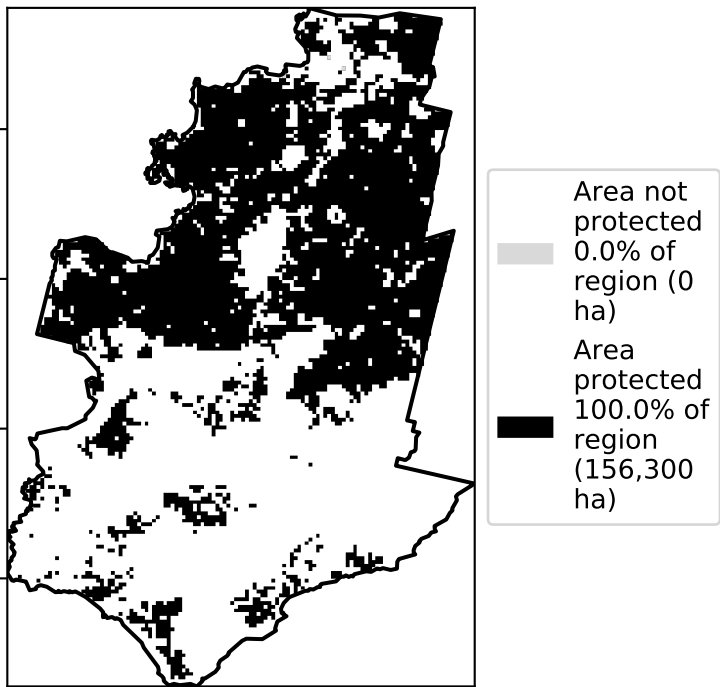 Area not
protected
0.0% of
region (0
ha)
Area
protected
100.0% of
region
(156,300
ha)